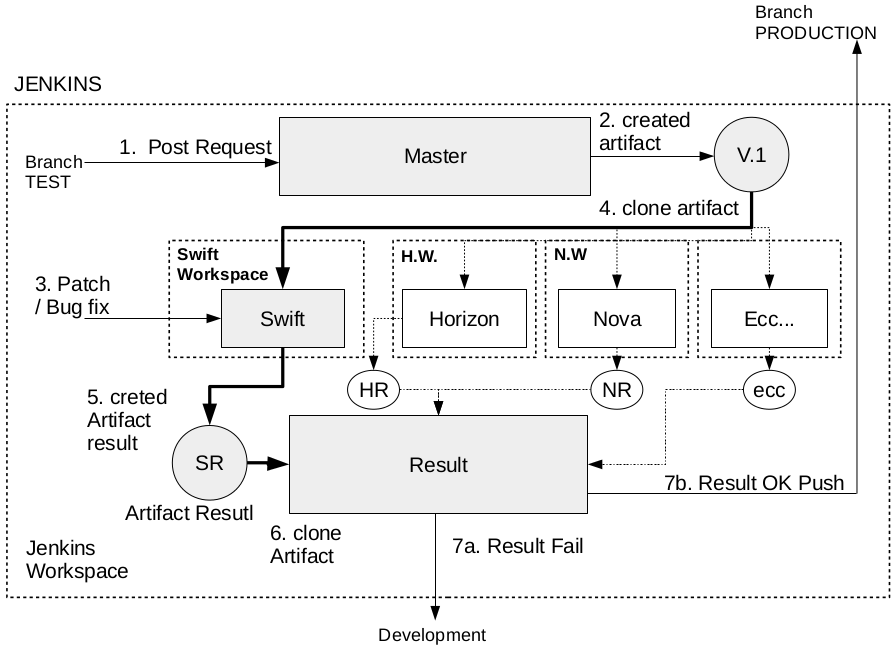 Branch
PRODUCTION
JENKINS
1.  Post Request
Branch
TEST
Master
2. created
artifact
V.1
4. clone artifact
Swift
Workspace
H.W.
N.W
3. Patch
/ Bug fix
Swift
Horizon
Nova
Ecc...
HR
NR
ecc
5. creted
Artifact
result
SR
Artifact Resutl
Result
7b. Result OK Push
6. clone
Artifact
7a. Result Fail
Jenkins
Workspace
Development